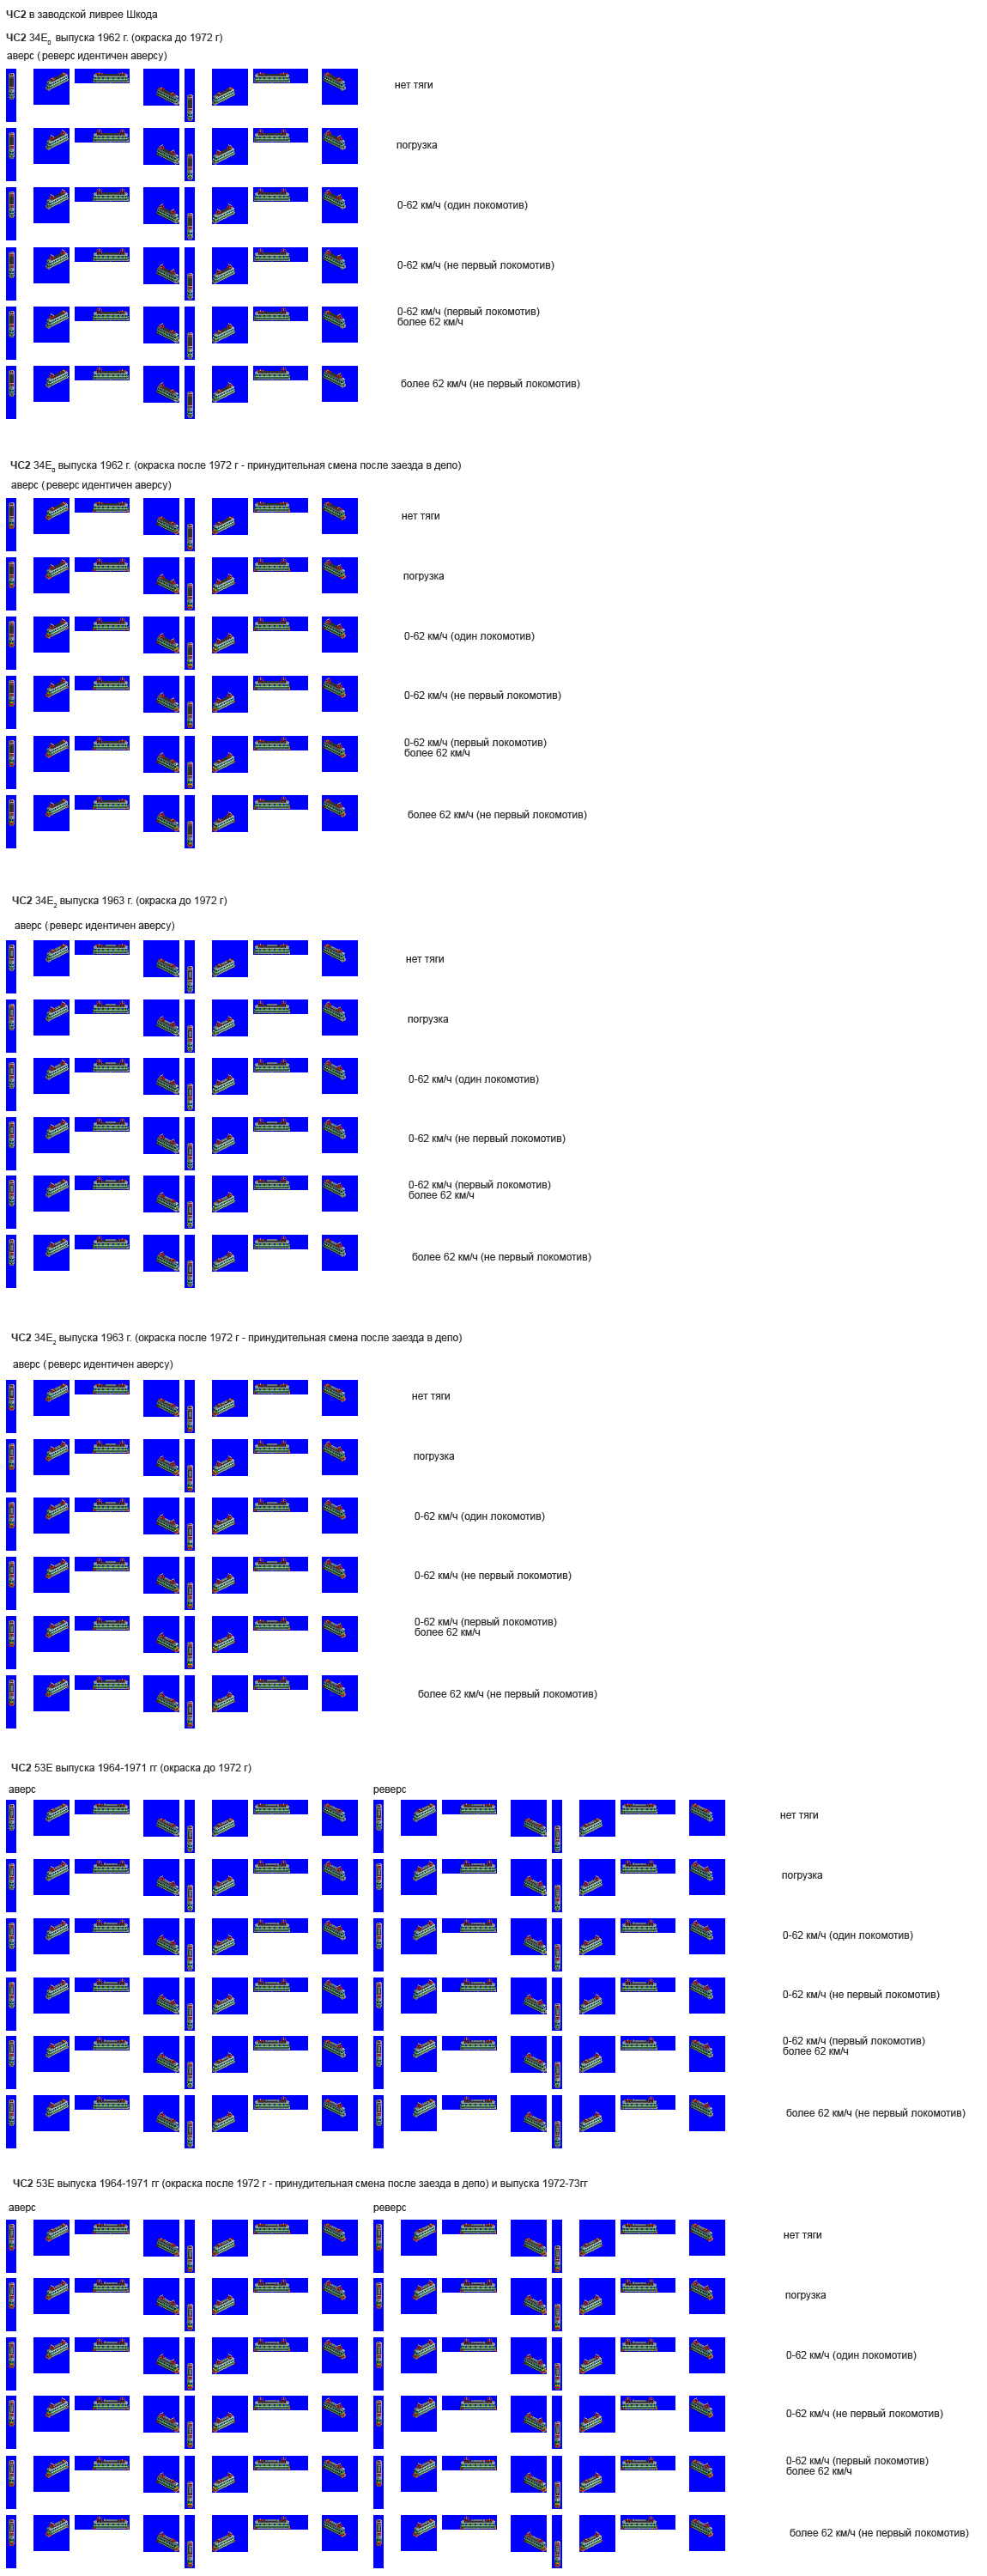 ЧС2 в заводской ливрее Шкода
ЧС2 34Е0 выпуска 1962 г. (окраска до 1972 г)
аверс (реверс идентичен аверсу)
нет тяги
погрузка
0-62 км/ч (один локомотив)
0-62 км/ч (не первый локомотив)
0-62 км/ч (первый локомотив)
более 62 км/ч
более 62 км/ч (не первый локомотив)
ЧС2 34Е0 выпуска 1962 г. (окраска после 1972 г - принудительная смена после заезда в депо)
аверс (реверс идентичен аверсу)
нет тяги
погрузка
0-62 км/ч (один локомотив)
0-62 км/ч (не первый локомотив)
0-62 км/ч (первый локомотив)
более 62 км/ч
более 62 км/ч (не первый локомотив)
ЧС2 34Е2 выпуска 1963 г. (окраска до 1972 г)
аверс (реверс идентичен аверсу)
нет тяги
погрузка
0-62 км/ч (один локомотив)
0-62 км/ч (не первый локомотив)
0-62 км/ч (первый локомотив)
более 62 км/ч
более 62 км/ч (не первый локомотив)
ЧС2 34Е2 выпуска 1963 г. (окраска после 1972 г - принудительная смена после заезда в депо)
аверс (реверс идентичен аверсу)
нет тяги
погрузка
0-62 км/ч (один локомотив)
0-62 км/ч (не первый локомотив)
0-62 км/ч (первый локомотив)
более 62 км/ч
более 62 км/ч (не первый локомотив)
ЧС2 53Е выпуска 1964-1971 гг (окраска до 1972 г)
аверс реверс
нет тяги
погрузка
0-62 км/ч (один локомотив)
0-62 км/ч (не первый локомотив)
0-62 км/ч (первый локомотив)
более 62 км/ч
более 62 км/ч (не первый локомотив)
ЧС2 53Е выпуска 1964-1971 гг (окраска после 1972 г - принудительная смена после заезда в депо) и выпуска 1972-73гг
аверс реверс
нет тяги
погрузка
0-62 км/ч (один локомотив)
0-62 км/ч (не первый локомотив)
0-62 км/ч (первый локомотив)
более 62 км/ч
более 62 км/ч (не первый локомотив)